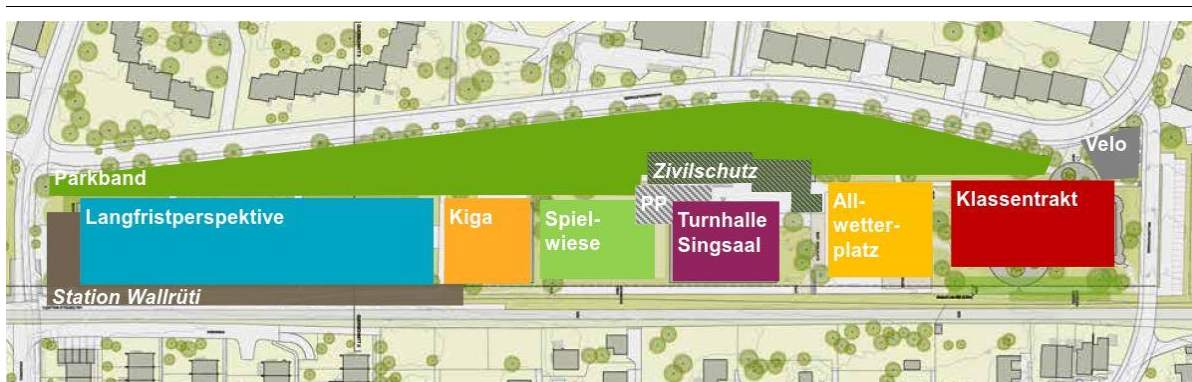 Velo
Zivilschutz
Parkband
PP
Langfristperspektive
Kiga
Spiel-
wiese
Turnhalle
Singsaal
All-
wetter-
platz
Klassentrakt
Station Wallrüti